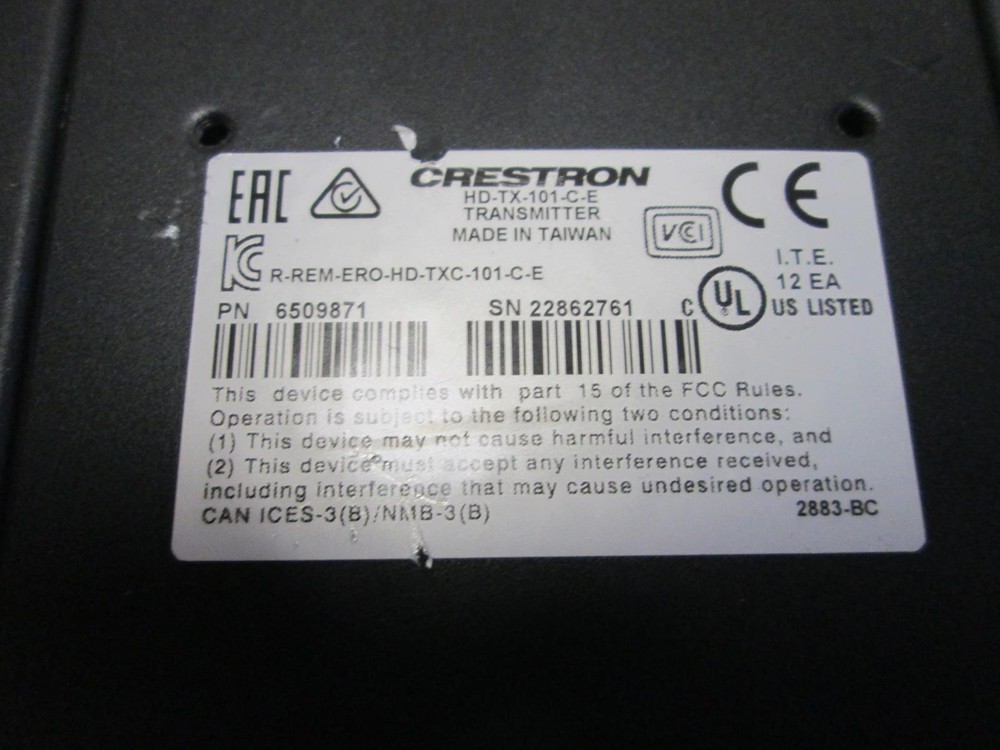 EAC
CRESTRON
CE
HD-TX-101-C-E
TRANSMITTER
MADE IN TAIWAN
VCCI
KC R-REM-ERO-HD-TXC-101-C-E
I.T.E.
12 EA
C UL US LISTED
PN 6509871 SN 22862761
This device complies with part 15 of the FCC Rules.
Operation is subject to the following two conditions:
(1) This device may not cause harmful interference, and
(2) This device must accept any interference received,
including interference that may cause undesired operation.
CAN ICES-3(B)/NMB-3(B) 2883-BC